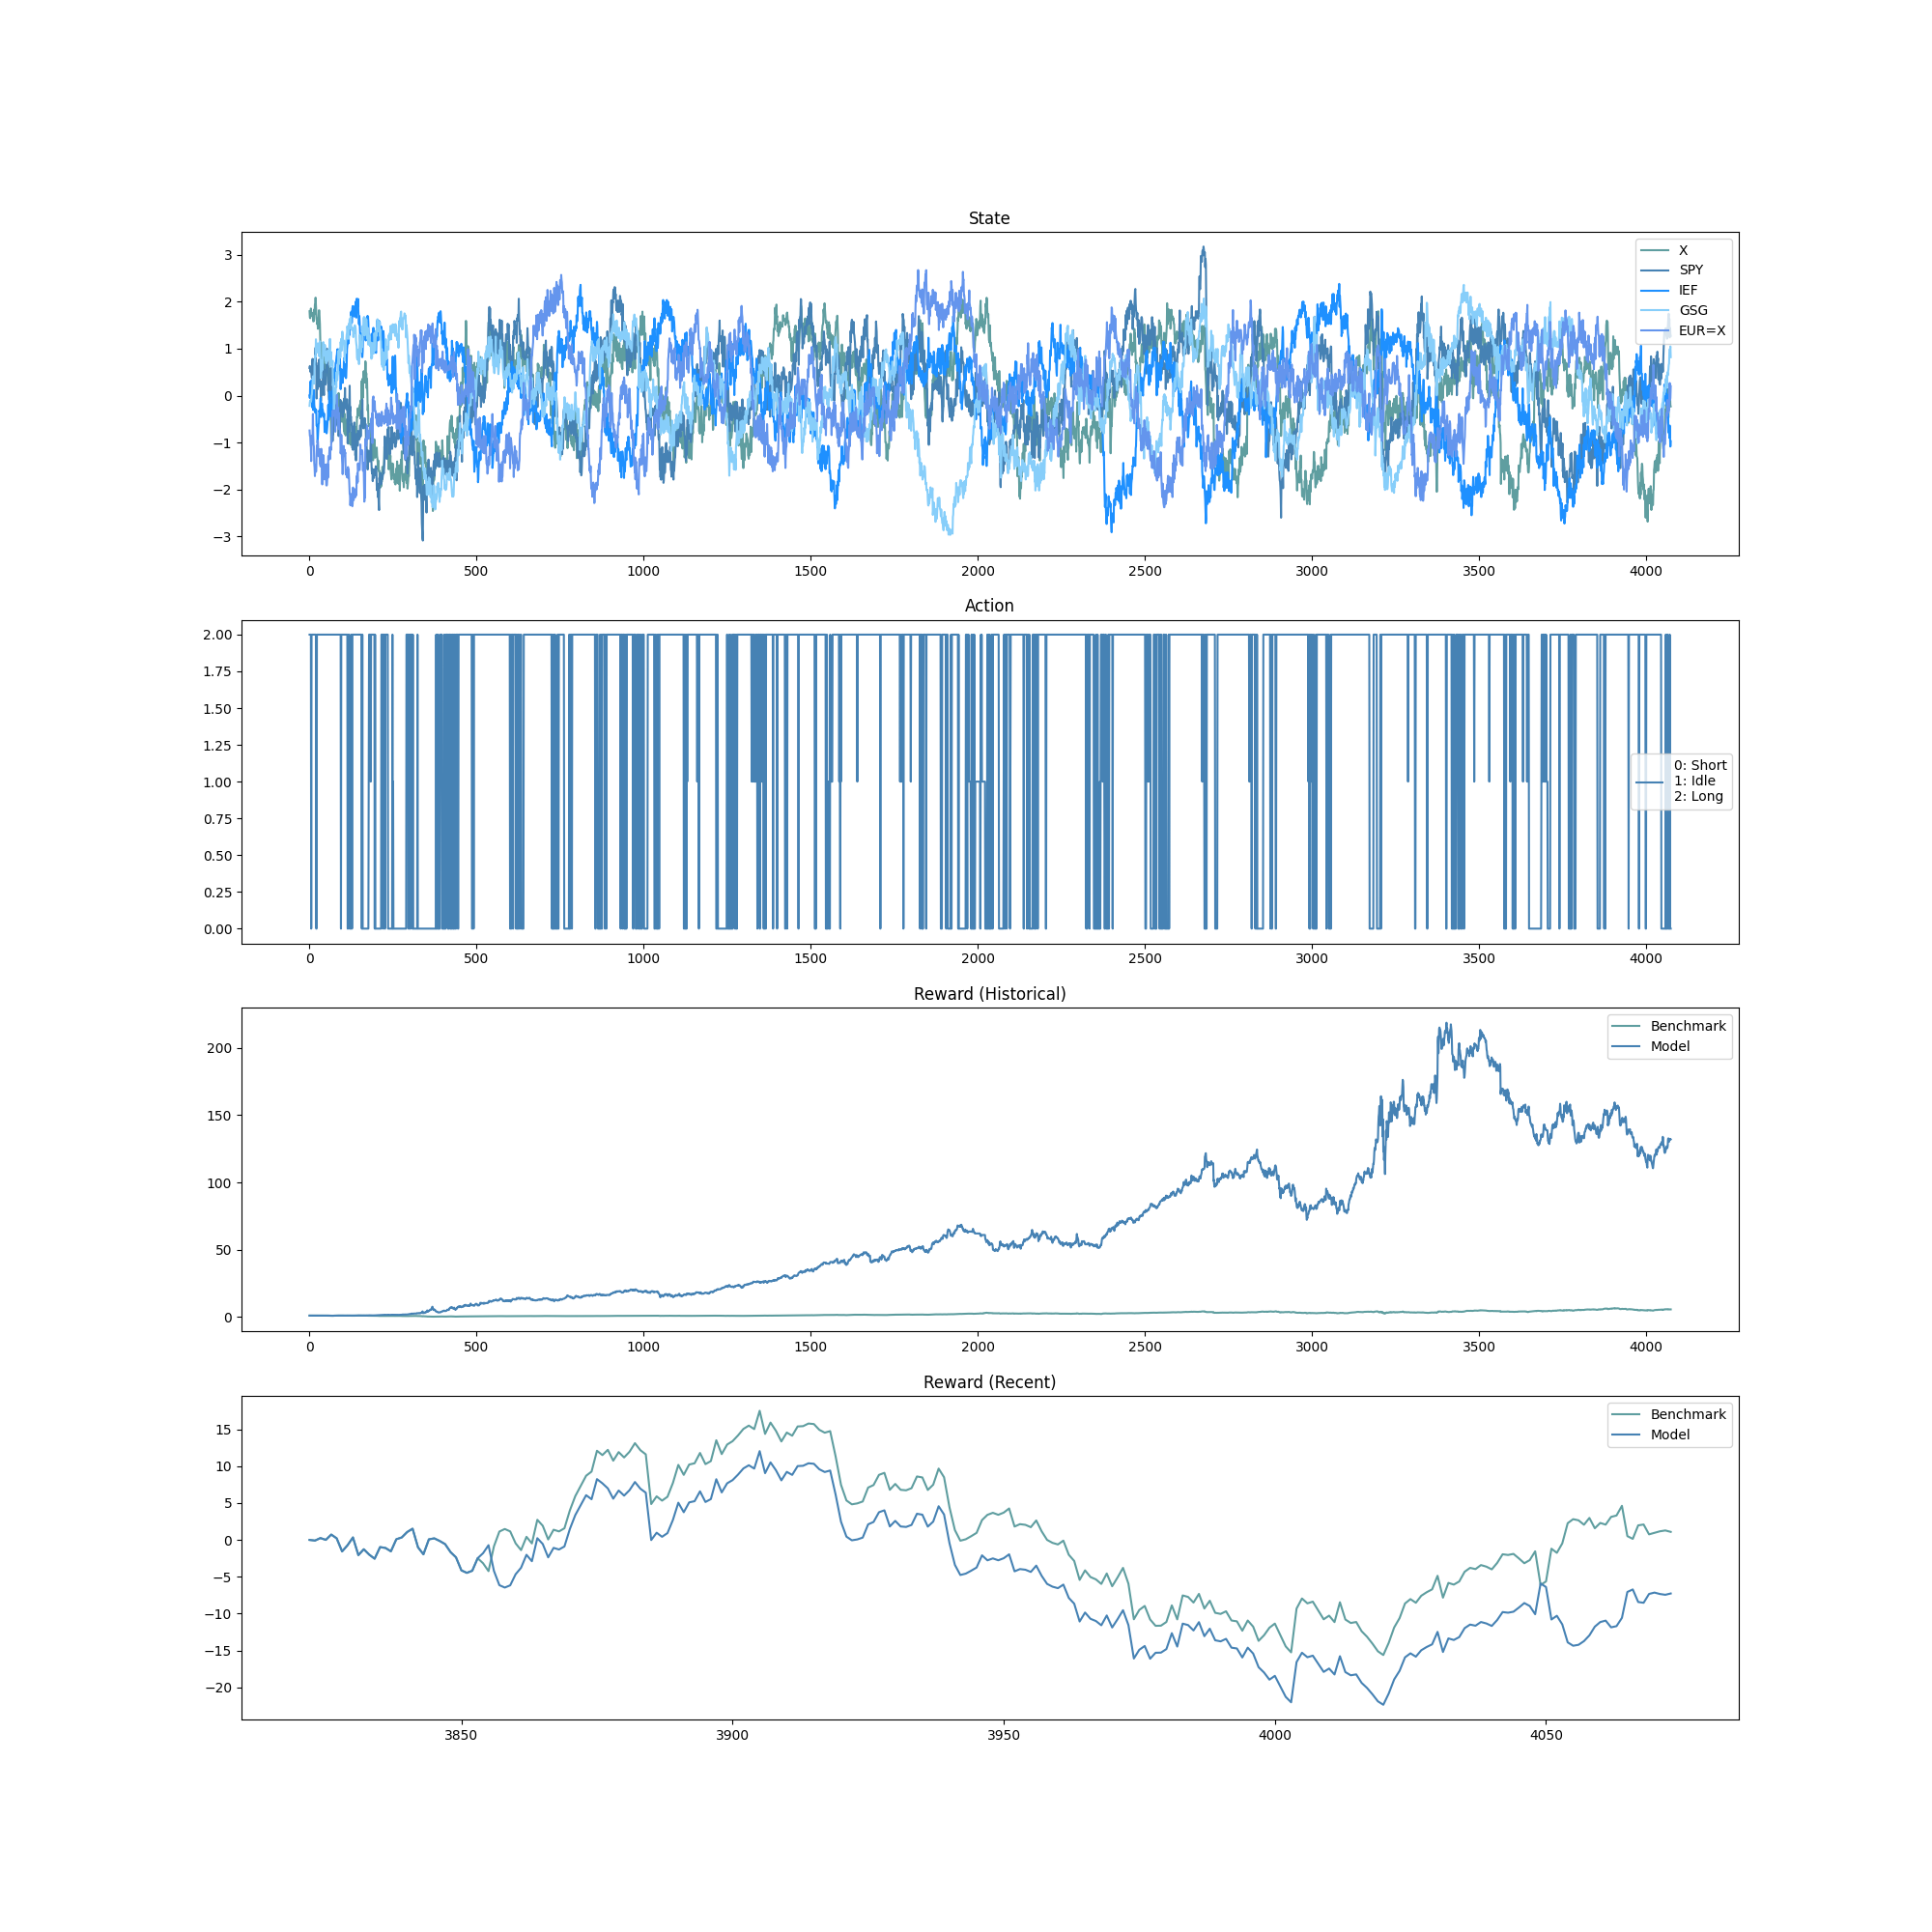 State
3
2
1
0
−1
−2
−3
X
SPY
IEF
GSG
EUR=X
0 500 1000 1500 2000 2500 3000 3500 4000
Action
2.00
1.75
1.50
1.25
1.00
0.75
0.50
0.25
0.00
0: Short
1: Idle
2: Long
0 500 1000 1500 2000 2500 3000 3500 4000
Reward (Historical)
200
150
100
50
0
Benchmark
Model
0 500 1000 1500 2000 2500 3000 3500 4000
Reward (Recent)
15
10
5
0
−5
−10
−15
−20
Benchmark
Model
3850 3900 3950 4000 4050